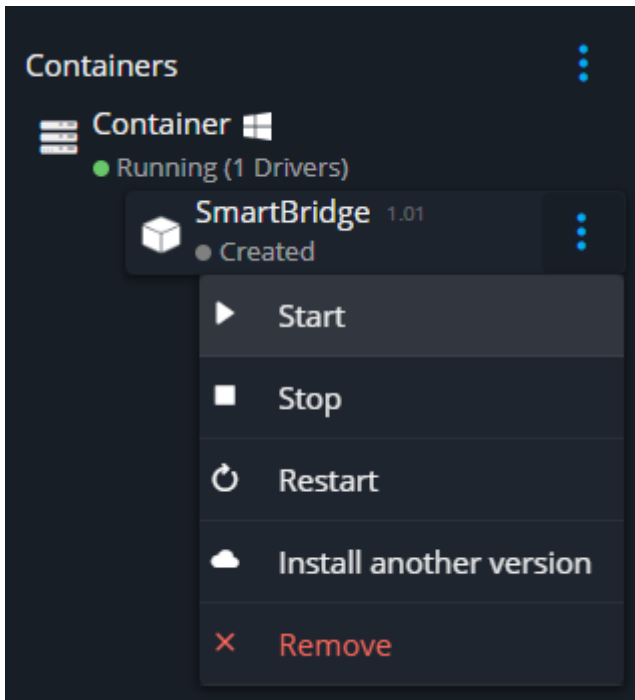 Containers
Container
Running (1 Drivers)
SmartBridge 1.01
Created
Start
Stop
Restart
Install another version
Remove